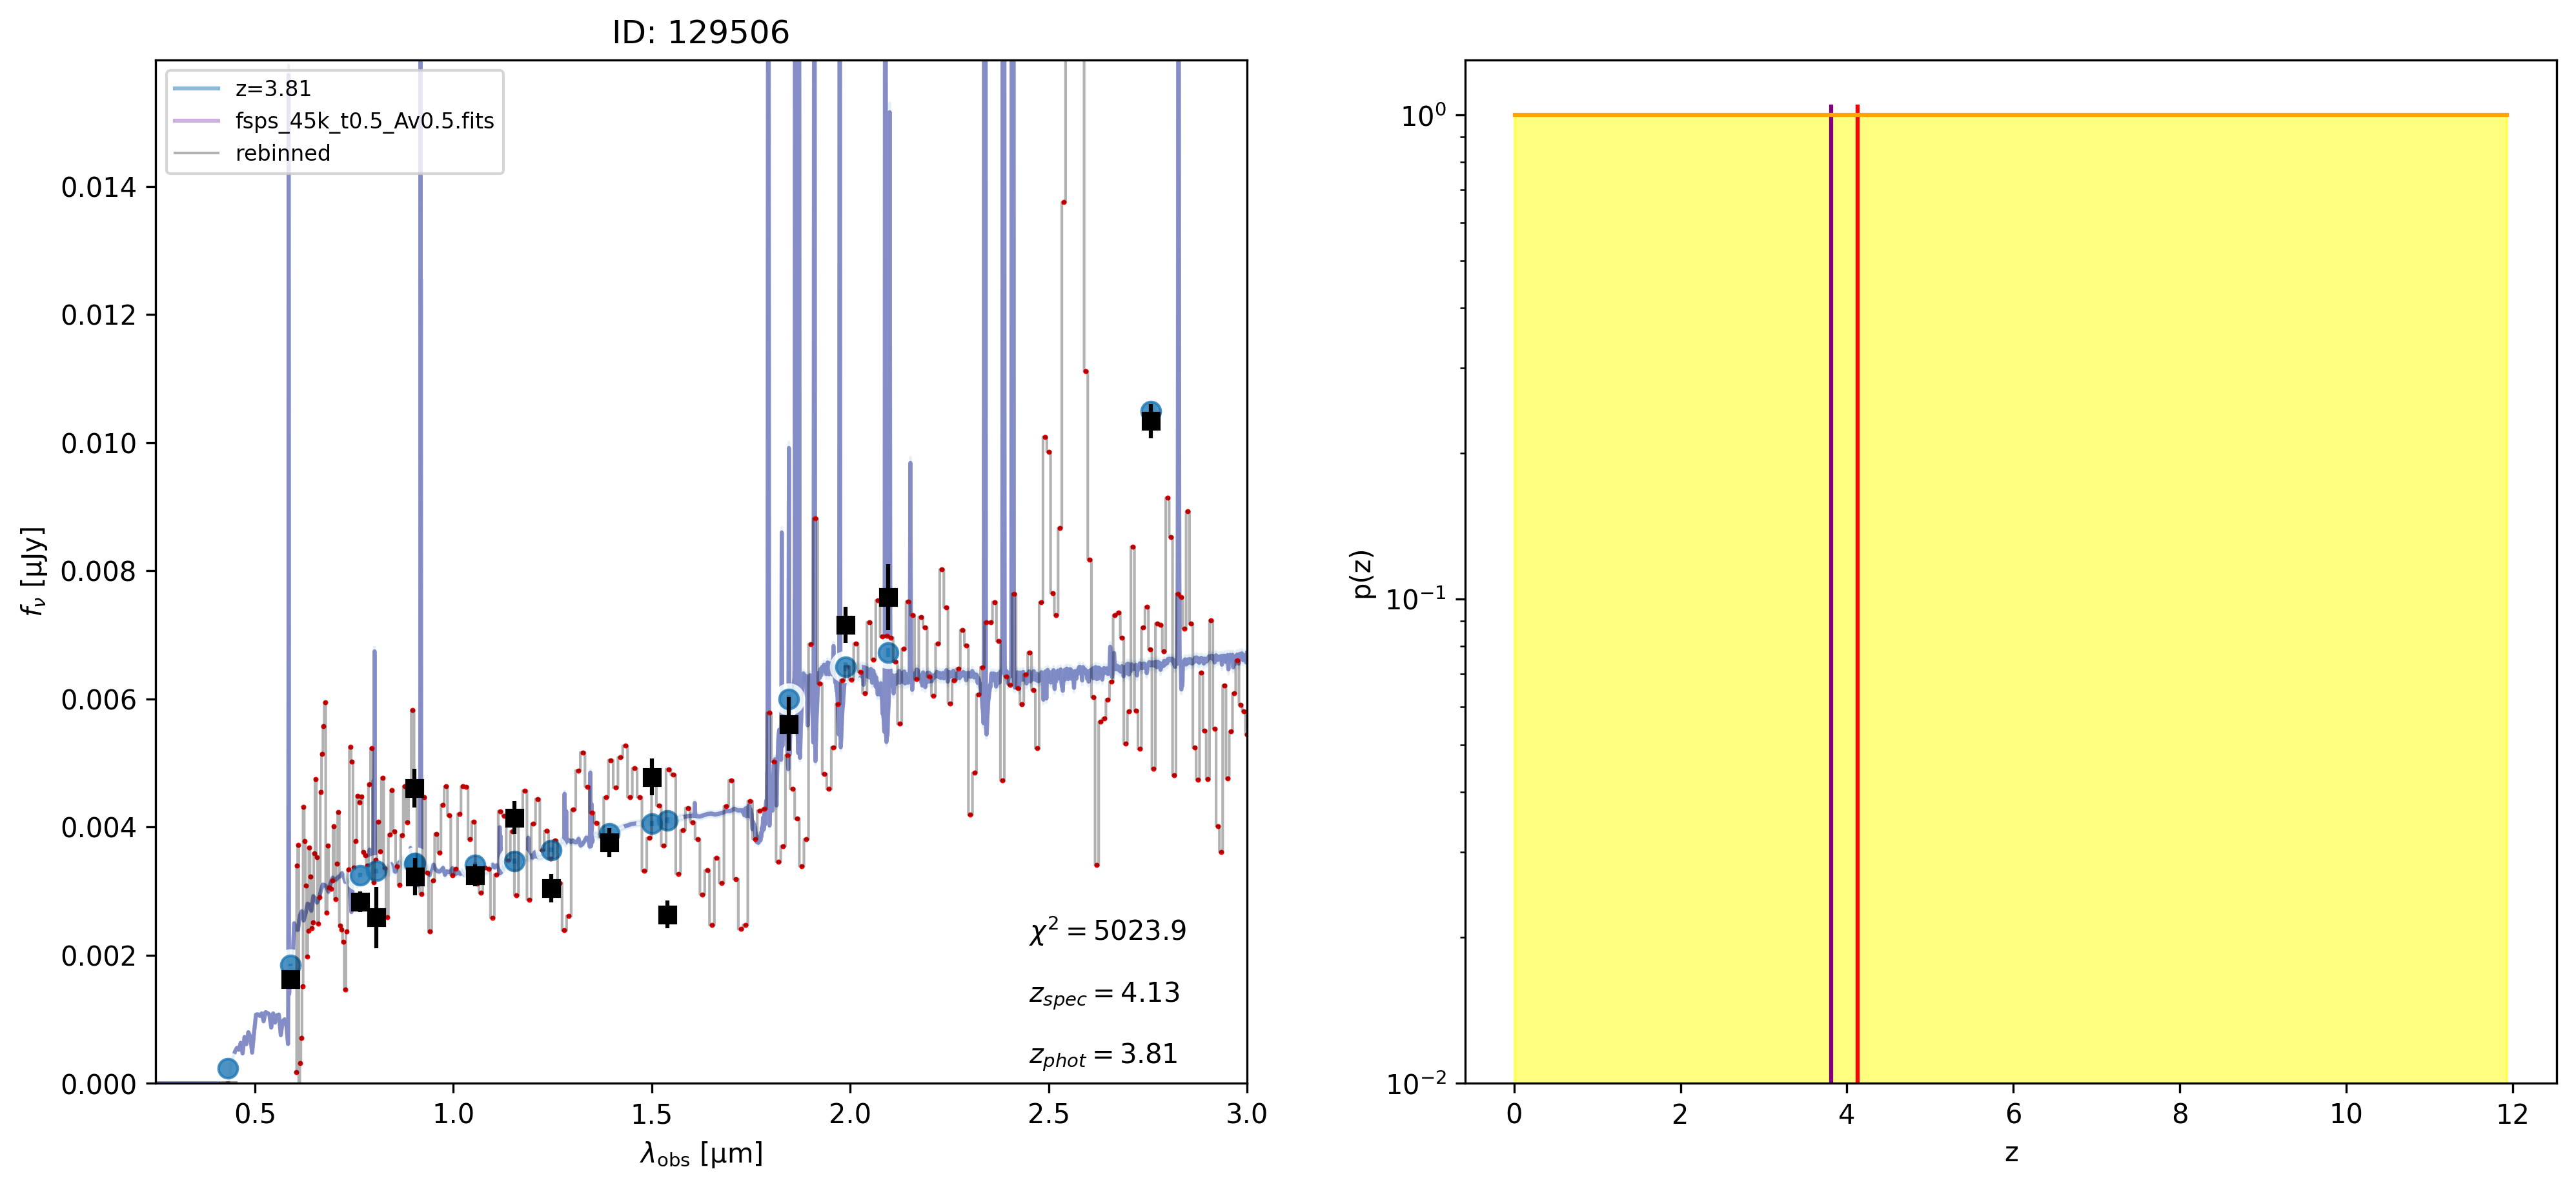 ID: 129506
z=3.81
fsps_45k_t0.5_Av0.5.fits
rebinned
0.014
0.012
0.010
0.008
0.006
0.004
0.002
0.000
f_ν [μJy]
χ² = 5023.9
z_spec = 4.13
z_phot = 3.81
0.5 1.0 1.5 2.0 2.5 3.0
λ_obs [μm]
10⁰
10⁻¹
10⁻²
p(z)
0 2 4 6 8 10 12
z